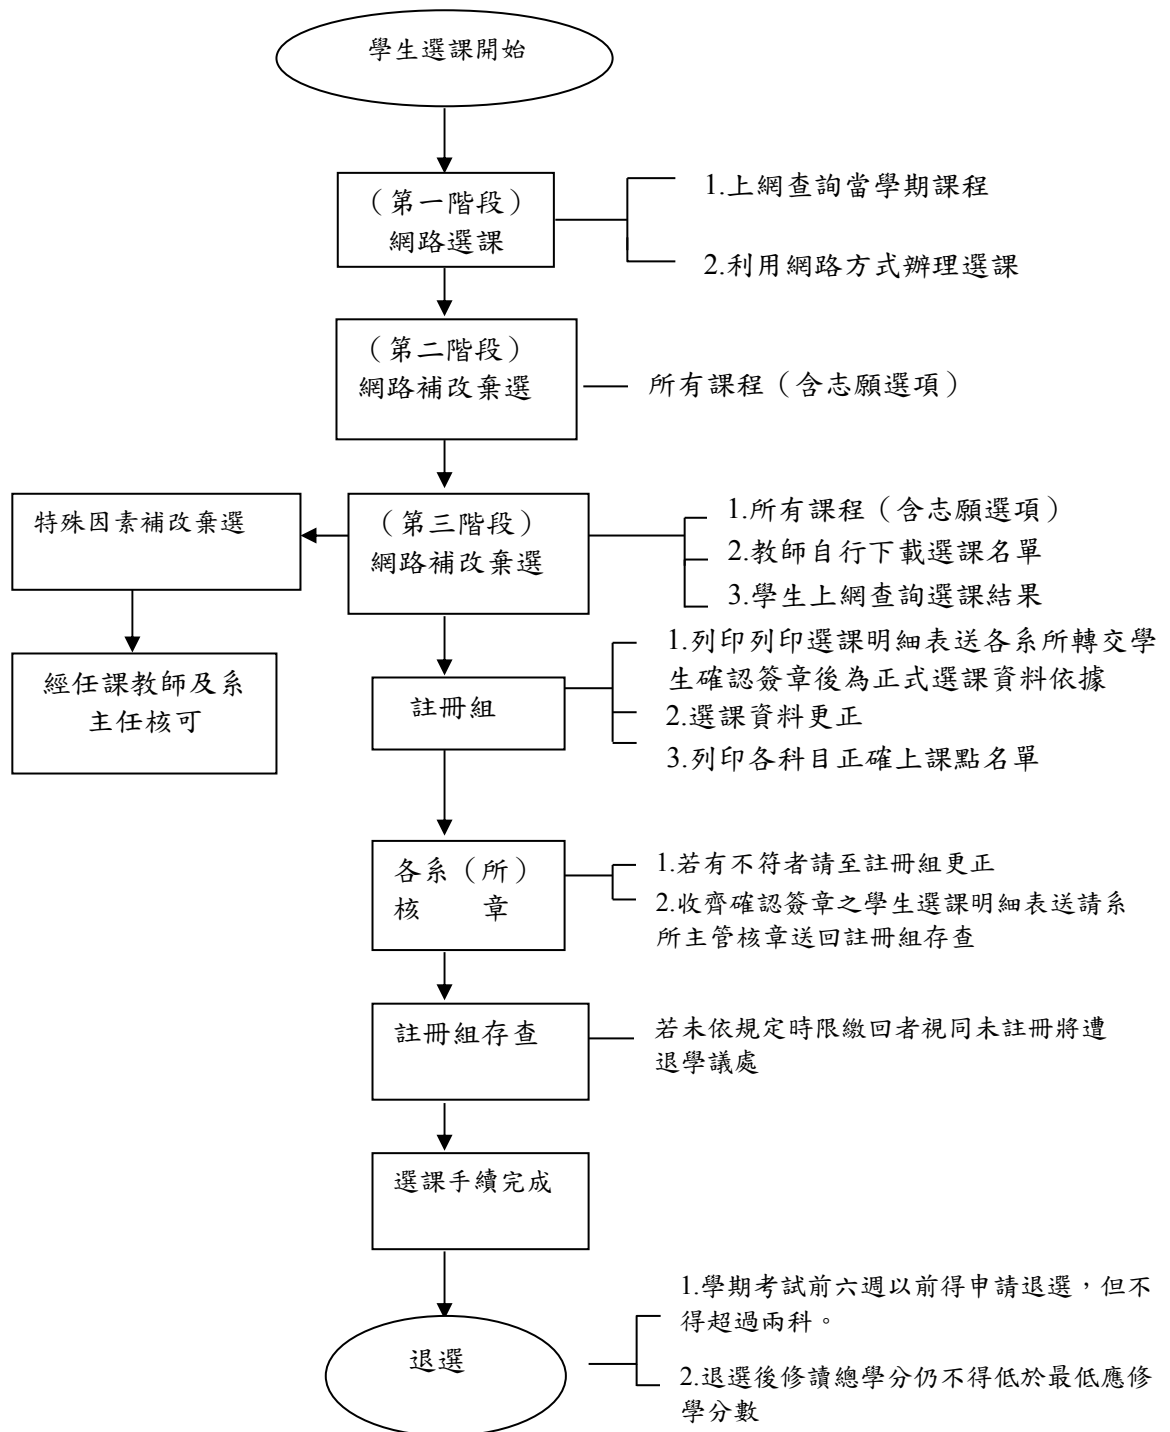 學生選課開始
（第一階段）
網路選課
1.上網查詢當學期課程
2.利用網路方式辦理選課
（第二階段）
網路補改棄選
所有課程（含志願選項）
特殊因素補改棄選
（第三階段）
網路補改棄選
1.所有課程（含志願選項）
2.教師自行下載選課名單
3.學生上網查詢選課結果
經任課教師及系
主任核可
註冊組
1.列印列印選課明細表送各系所轉交學
生確認簽章後為正式選課資料依據
2.選課資料更正
3.列印各科目正確上課點名單
各系（所）
核 章
1.若有不符者請至註冊組更正
2.收齊確認簽章之學生選課明細表送請系
所主管核章送回註冊組存查
註冊組存查
若未依規定時限繳回者視同未註冊將遭
退學議處
選課手續完成
退選
1.學期考試前六週以前得申請退選，但不
得超過兩科。
2.退選後修讀總學分仍不得低於最低應修
學分數